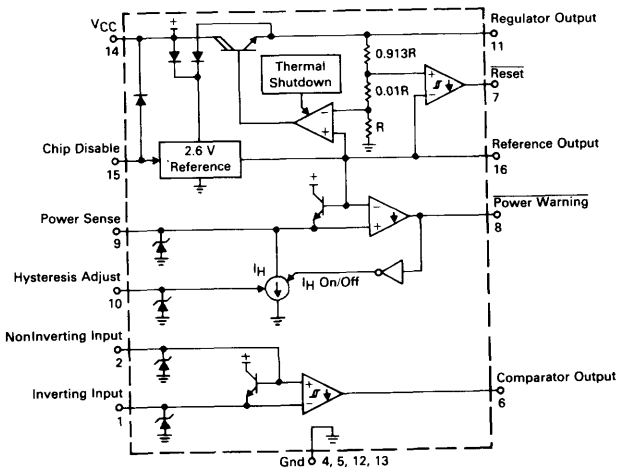 VCC
14
Regulator Output
11
0.913R
Thermal
Shutdown
0.01R
R
Reset
7
Chip Disable
15
2.6 V
Reference
Reference Output
16
Power Sense
9
Power Warning
8
IH
IH On/Off
Hysteresis Adjust
10
NonInverting Input
2
Inverting Input
1
Comparator Output
6
Gnd 4, 5, 12, 13